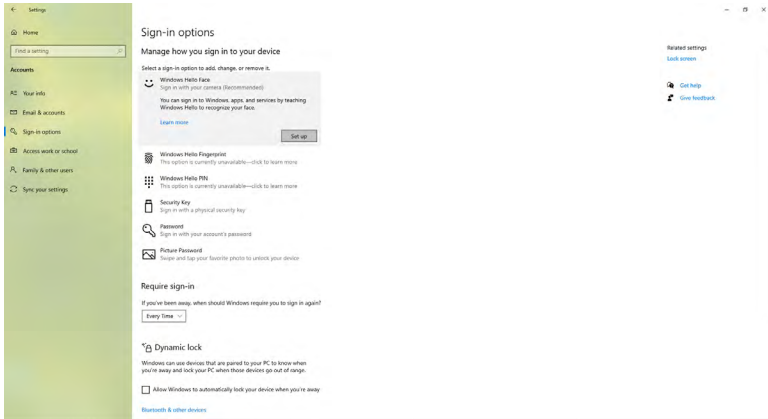 Settings
Home
Find a setting
Accounts
Your info
Email & accounts
Sign-in options
Access work or school
Family & other users
Sync your settings
Sign-in options
Manage how you sign in to your device
Select a sign-in option to add, change, or remove it.
Windows Hello Face
Sign in with your camera (Recommended)
You can sign in to Windows, apps, and services by teaching
Windows Hello to recognize your face.
Learn more
Set up
Windows Hello Fingerprint
This option is currently unavailable—click to learn more
Windows Hello PIN
This option is currently unavailable—click to learn more
Security Key
Sign in with a physical security key
Password
Sign in with your account's password
Picture Password
Swipe and tap your favorite photo to unlock your device
Require sign-in
If you've been away, when should Windows require you to sign in again?
Every Time
Dynamic lock
Windows can use devices that are paired to your PC to know when
you're away and lock your PC when those devices go out of range.
Allow Windows to automatically lock your device when you're away
Bluetooth & other devices
Related settings
Lock screen
Get help
Give feedback